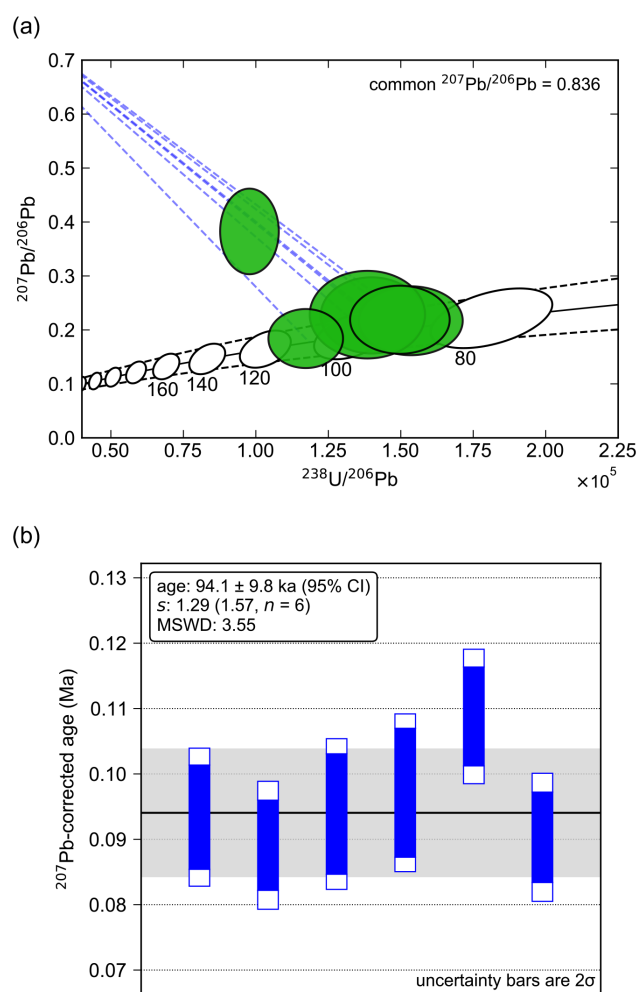 (a)
common ²⁰⁷Pb/²⁰⁶Pb = 0.836
0.7
0.6
0.5
0.4
0.3
0.2
0.1
0.0
²⁰⁷Pb/²⁰⁶Pb
160
140
120
100
80
0.50
0.75
1.00
1.25
1.50
1.75
2.00
2.25
²³⁸U/²⁰⁶Pb
×10⁵
(b)
age: 94.1 ± 9.8 ka (95% CI)
s: 1.29 (1.57, n = 6)
MSWD: 3.55
0.13
0.12
0.11
0.10
0.09
0.08
0.07
²⁰⁷Pb-corrected age (Ma)
uncertainty bars are 2σ